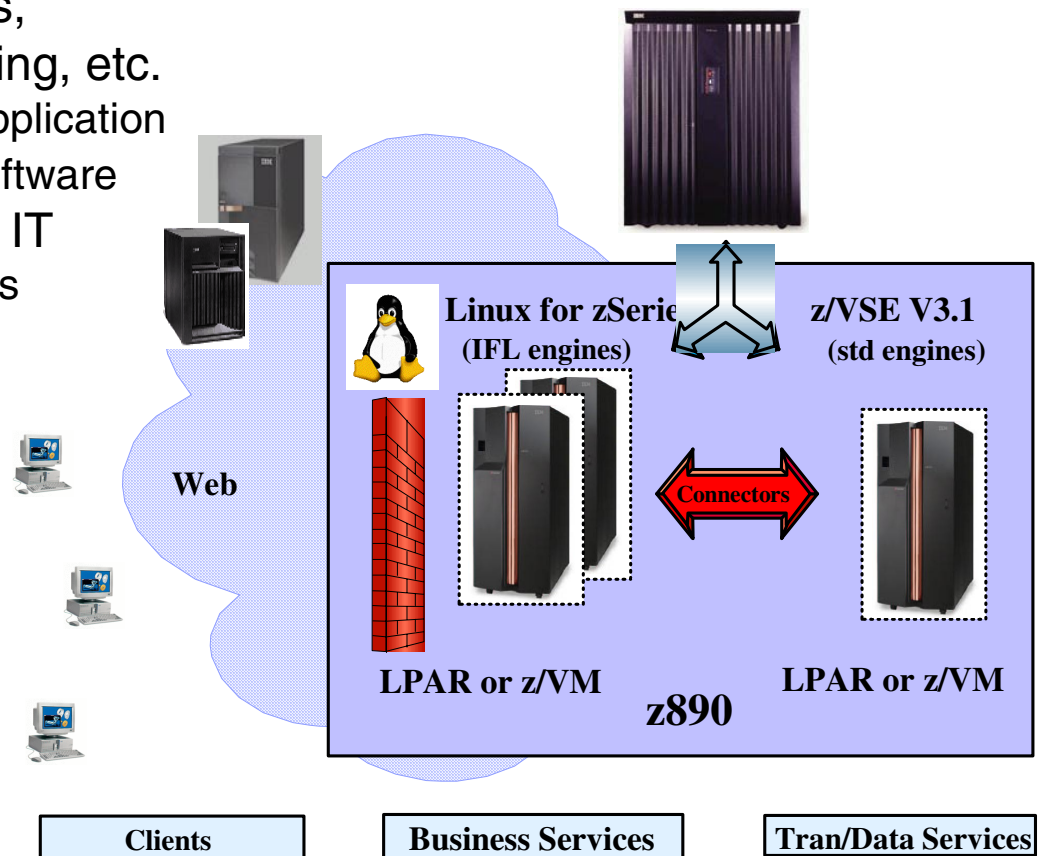 s,
ing, etc.
pplication
ftware
IT
s
Linux for zSerie
(IFL engines)
z/VSE V3.1
(std engines)
Web
Connectors
LPAR or z/VM
LPAR or z/VM
z890
Clients
Business Services
Tran/Data Services